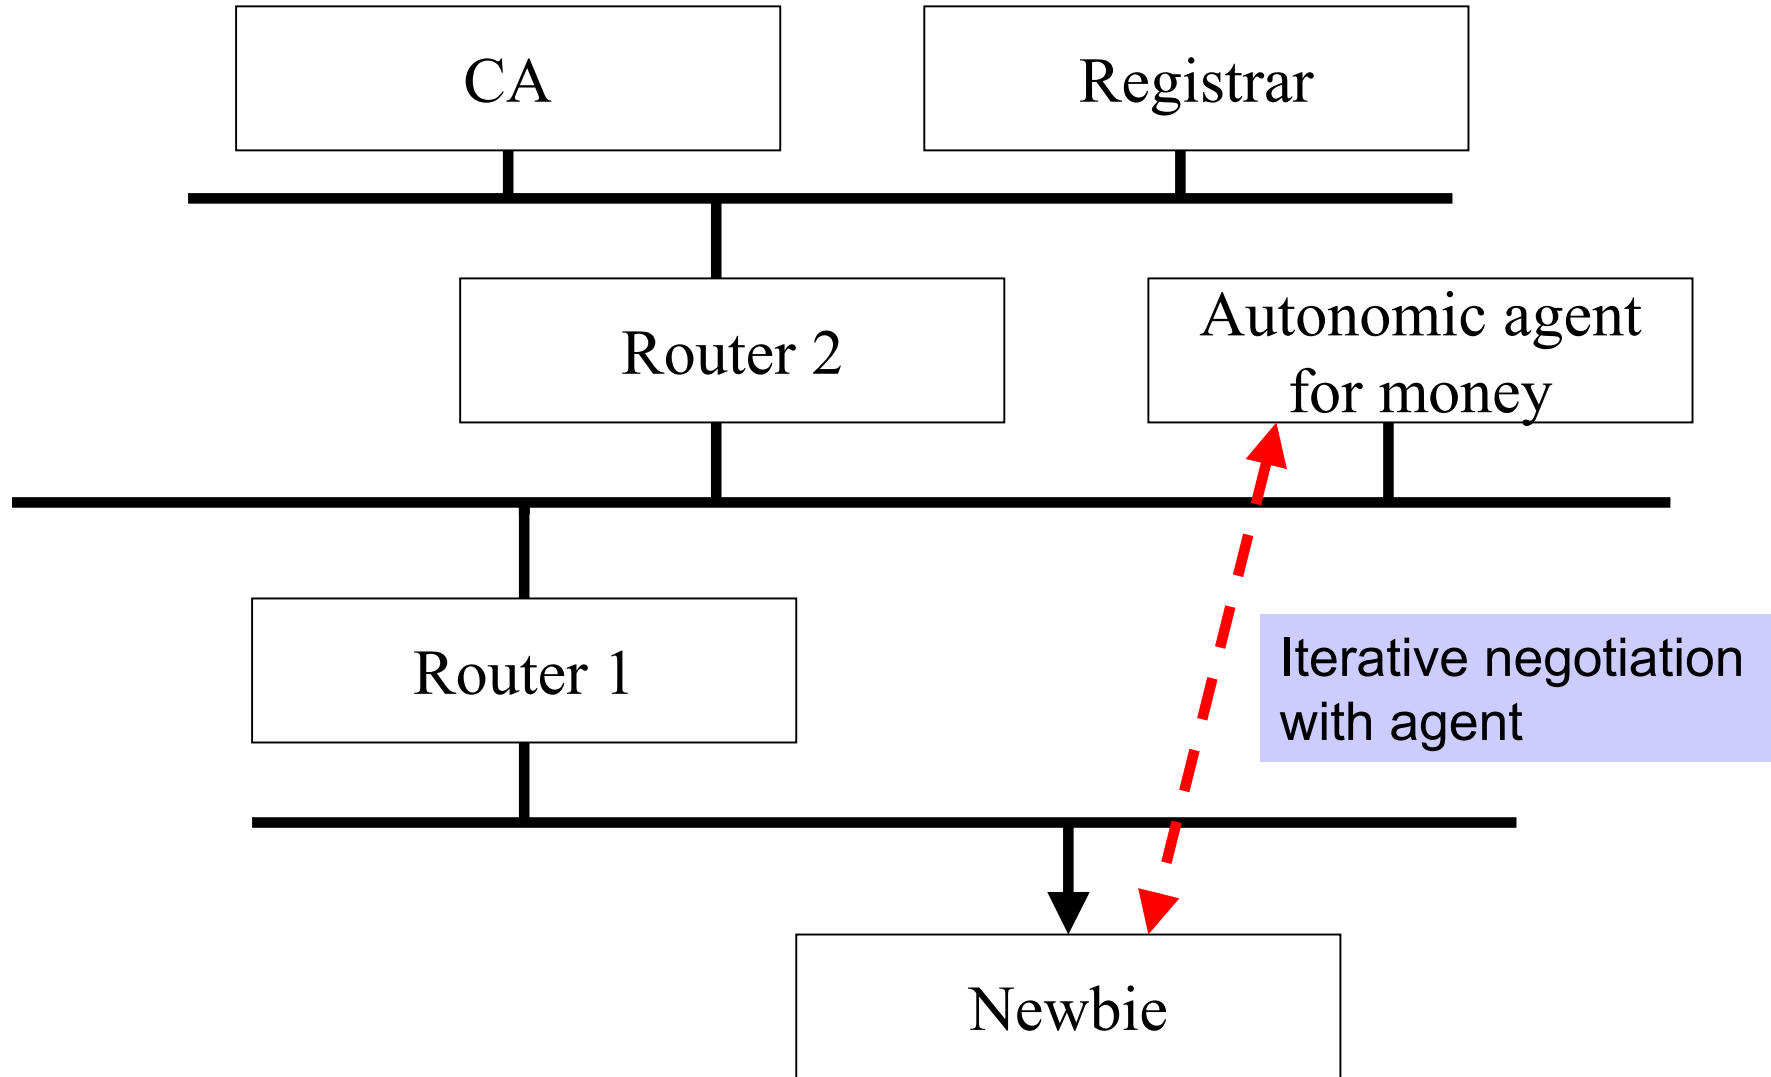 CA
Registrar
Router 2
Autonomic agent
for money
Router 1
Iterative negotiation
with agent
Newbie